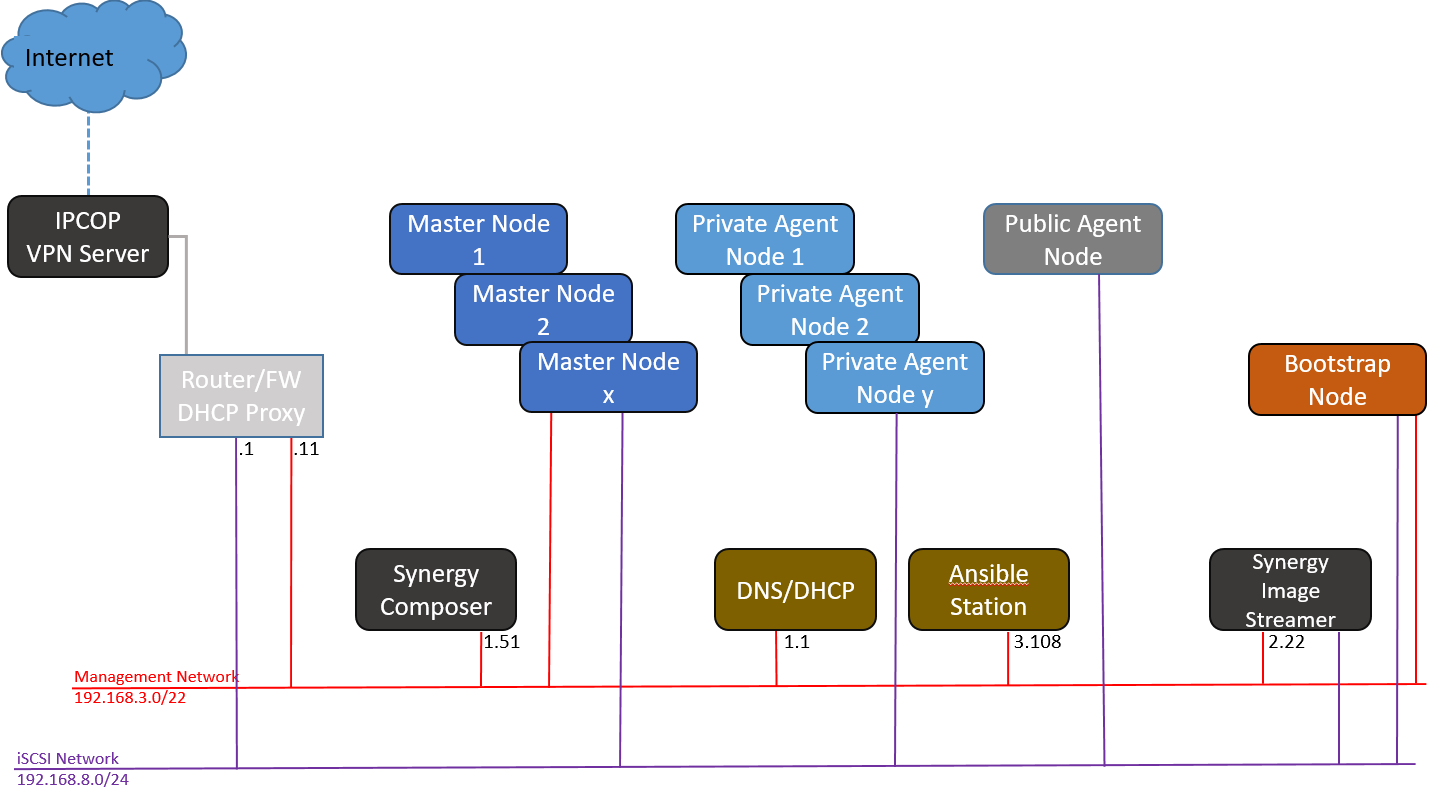 Internet
IPCOP
VPN Server
Master Node
1
Private Agent
Node 1
Public Agent
Node
Master Node
2
Private Agent
Node 2
Master Node
x
Private Agent
Node y
Bootstrap
Node
Router/FW
DHCP Proxy
.1
.11
Synergy
Composer
DNS/DHCP
Ansible
Station
Synergy
Image
Streamer
1.51
1.1
3.108
2.22
Management Network
192.168.3.0/22
iSCSI Network
192.168.8.0/24